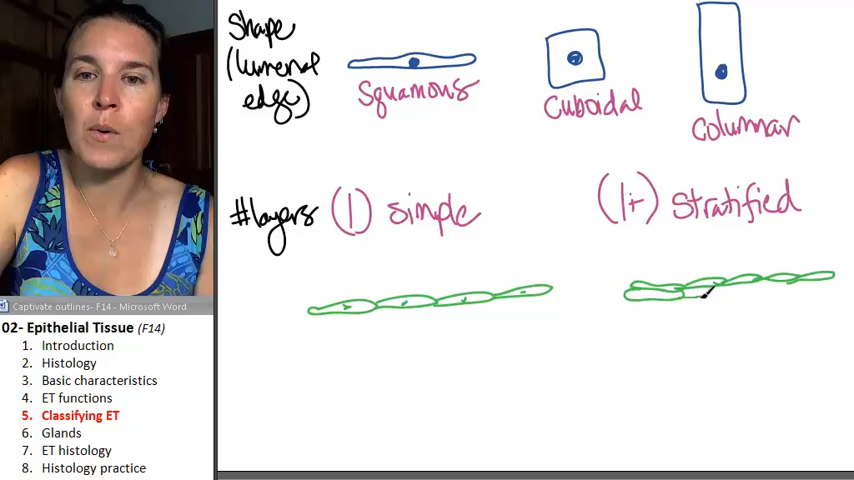 Shape
(lumenal
edge)
Squamous
Cuboidal
Columnar
#layers
(1) simple
(1+) stratified
Captivate outlines- F14 - Microsoft Word
02- Epithelial Tissue (F14)
1. Introduction
2. Histology
3. Basic characteristics
4. ET functions
5. Classifying ET
6. Glands
7. ET histology
8. Histology practice